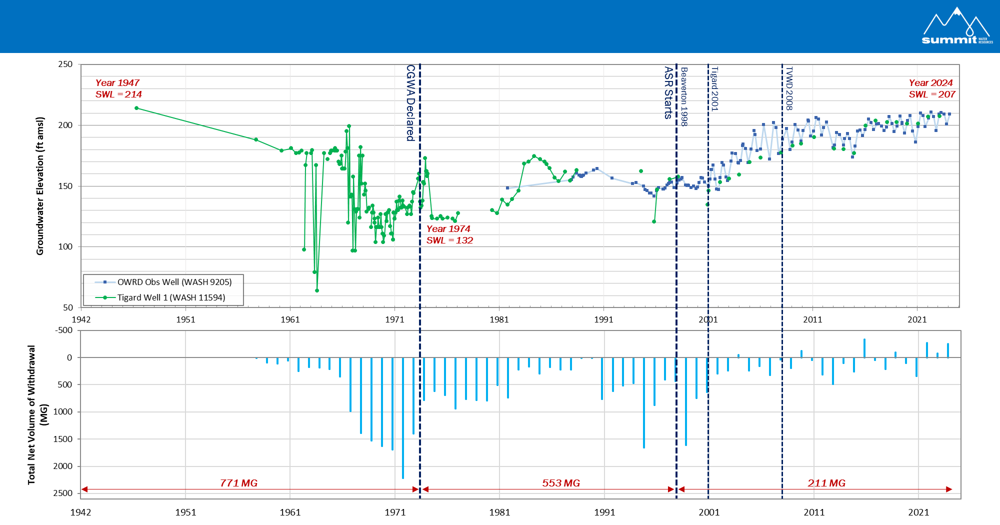 summit WATER
RESOURCES
250
200
150
100
50
Groundwater Elevation (ft amsl)
Year 1947
SWL = 214
CGWA Declared
Year 1974
SWL = 132
ASR Starts
Beaverton 1998
Tigard 2001
TVWD 2008
Year 2024
SWL = 207
OWRD Obs Well (WASH 9205)
Tigard Well 1 (WASH 11594)
1942 1951 1961 1971 1981 1991 2001 2011 2021
-500
0
500
1000
1500
2000
2500
Total Net Volume of Withdrawal
(MG)
771 MG 553 MG 211 MG
1942 1951 1961 1971 1981 1991 2001 2011 2021